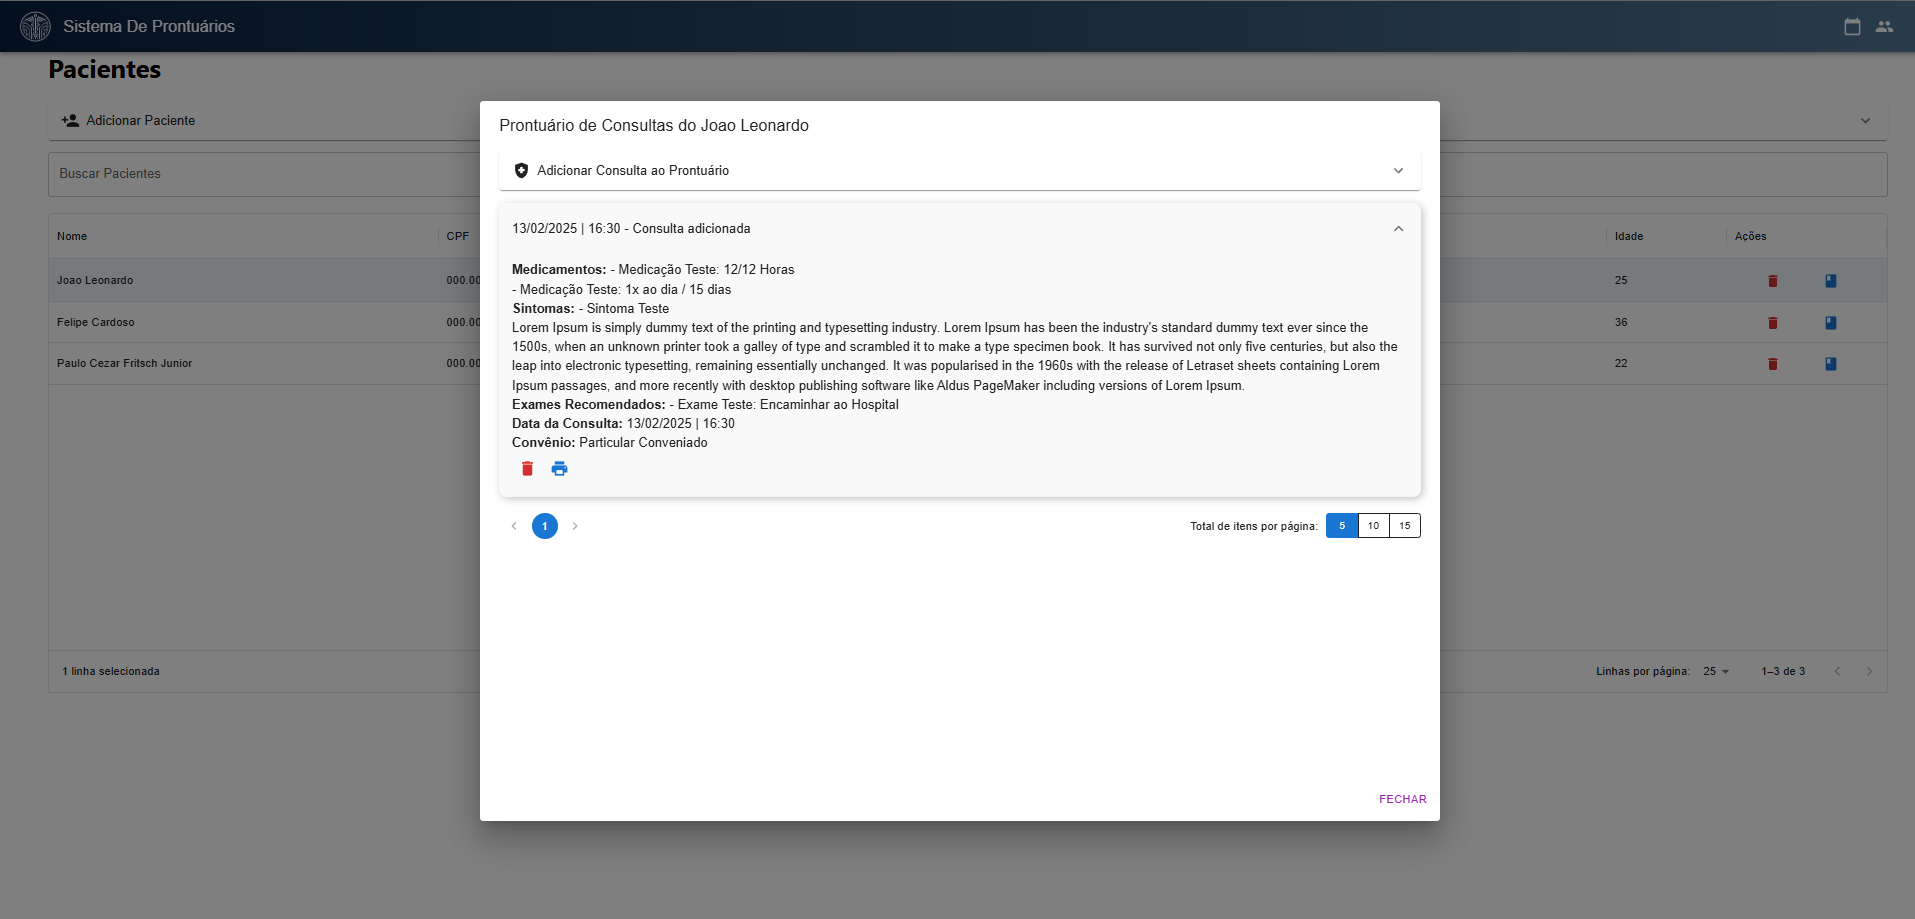 Sistema De Prontuários
Pacientes
Adicionar Paciente
Buscar Pacientes
Nome CPF Idade Ações
Joao Leonardo 000.00 25
Felipe Cardoso 000.00 36
Paulo Cezar Fritsch Junior 000.00 22
1 linha selecionada
Linhas por página: 25 1–3 de 3
Prontuário de Consultas do Joao Leonardo
Adicionar Consulta ao Prontuário
13/02/2025 | 16:30 - Consulta adicionada
Medicamentos: - Medicação Teste: 12/12 Horas
- Medicação Teste: 1x ao dia / 15 dias
Sintomas: - Sintoma Teste
Lorem Ipsum is simply dummy text of the printing and typesetting industry. Lorem Ipsum has been the industry's standard dummy text ever since the
1500s, when an unknown printer took a galley of type and scrambled it to make a type specimen book. It has survived not only five centuries, but also the
leap into electronic typesetting, remaining essentially unchanged. It was popularised in the 1960s with the release of Letraset sheets containing Lorem
Ipsum passages, and more recently with desktop publishing software like Aldus PageMaker including versions of Lorem Ipsum.
Exames Recomendados: - Exame Teste: Encaminhar ao Hospital
Data da Consulta: 13/02/2025 | 16:30
Convênio: Particular Conveniado
1
Total de itens por página: 5 10 15
FECHAR